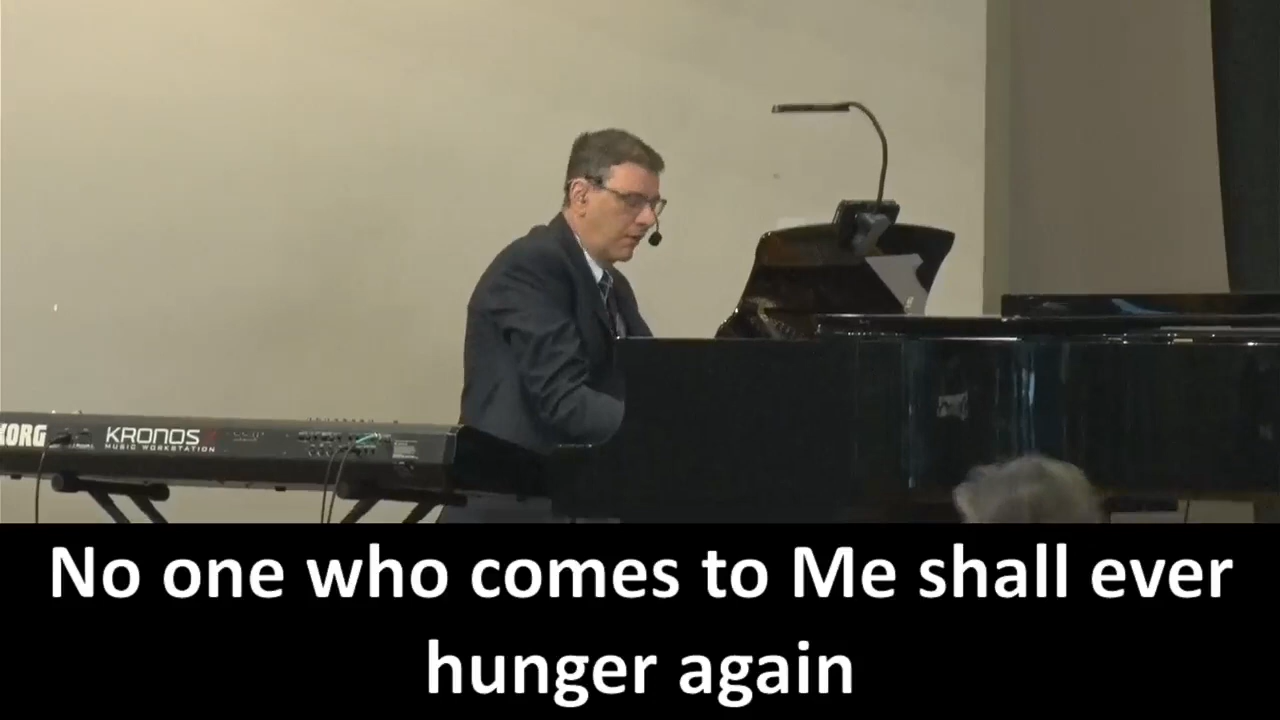 KORG
KRONOS X
MUSIC WORKSTATION
No one who comes to Me shall ever
hunger again